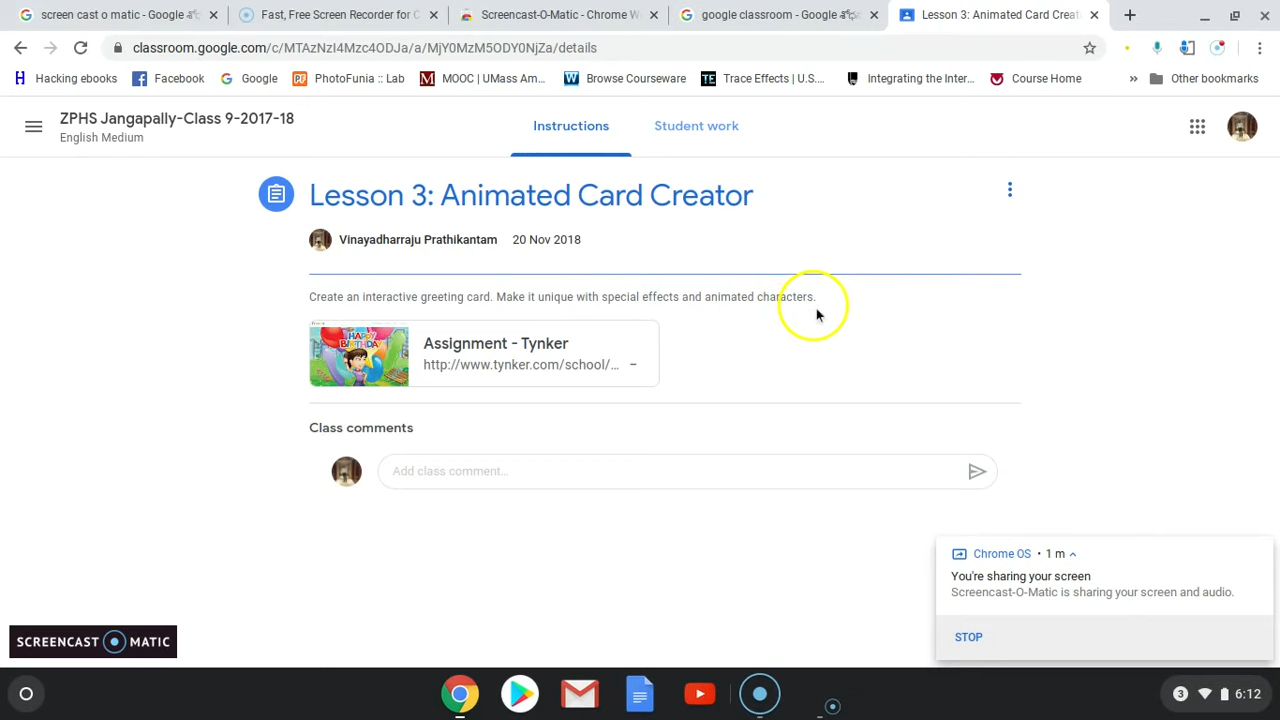 screen cast o matic - Google
Fast, Free Screen Recorder for C
Screencast-O-Matic - Chrome W
google classroom - Google
Lesson 3: Animated Card Creat
classroom.google.com/c/MTAzNzI4Mzc4ODJa/a/MjY0MzM5ODY0NjZa/details
Hacking ebooks
Facebook
Google
PhotoFunia :: Lab
MOOC | UMass Am...
Browse Courseware
Trace Effects | U.S....
Integrating the Inter...
Course Home
»
Other bookmarks
ZPHS Jangapally-Class 9-2017-18
English Medium
Instructions
Student work
Lesson 3: Animated Card Creator
Vinayadharraju Prathikantam 20 Nov 2018
Create an interactive greeting card. Make it unique with special effects and animated characters.
HAPPY
BIRTHDAY
Assignment - Tynker
http://www.tynker.com/school/...
Class comments
Add class comment...
Chrome OS • 1 m
You're sharing your screen
Screencast-O-Matic is sharing your screen and audio.
STOP
SCREENCAST MATIC
3 6:12